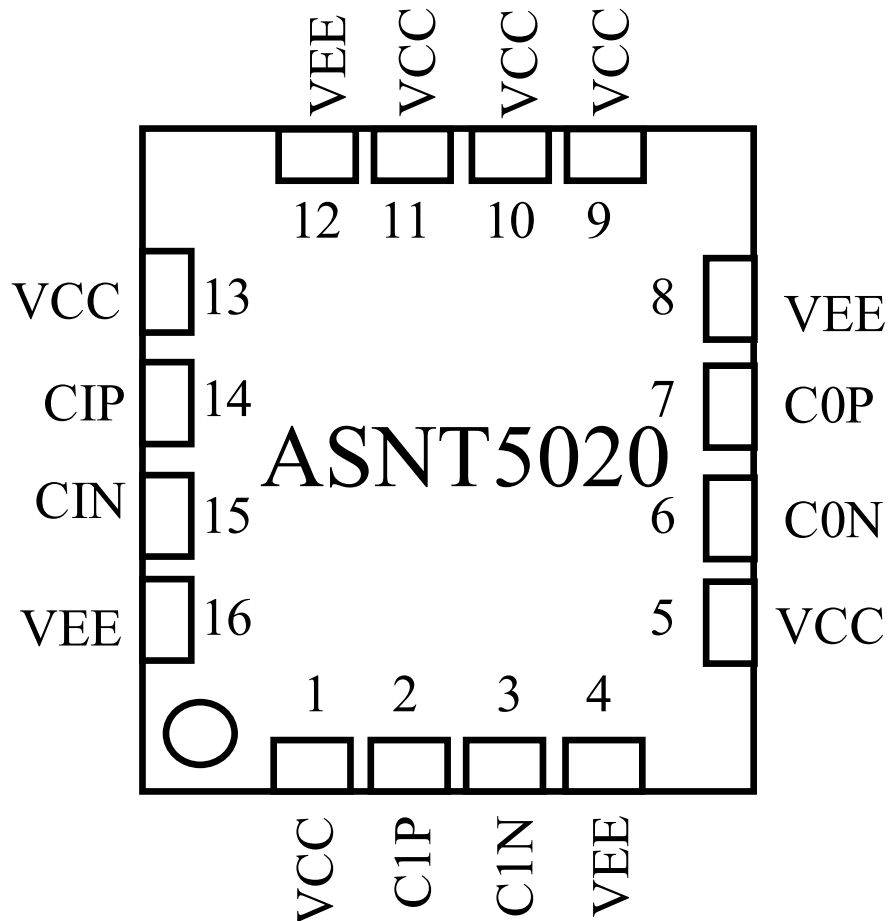 VEE
VCC
VCC
VCC
12 11 10 9
VCC 13
8 VEE
CIP 14
7 C0P
ASNT5020
CIN 15
6 C0N
VEE 16
5 VCC
1 2 3 4
VCC
C1P
C1N
VEE